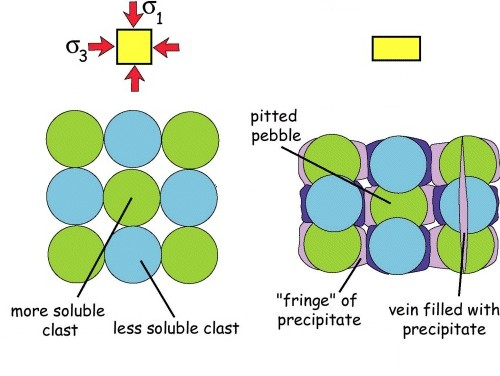 σ1
σ3
pitted
pebble
more soluble
clast
less soluble clast
"fringe" of
precipitate
vein filled with
precipitate